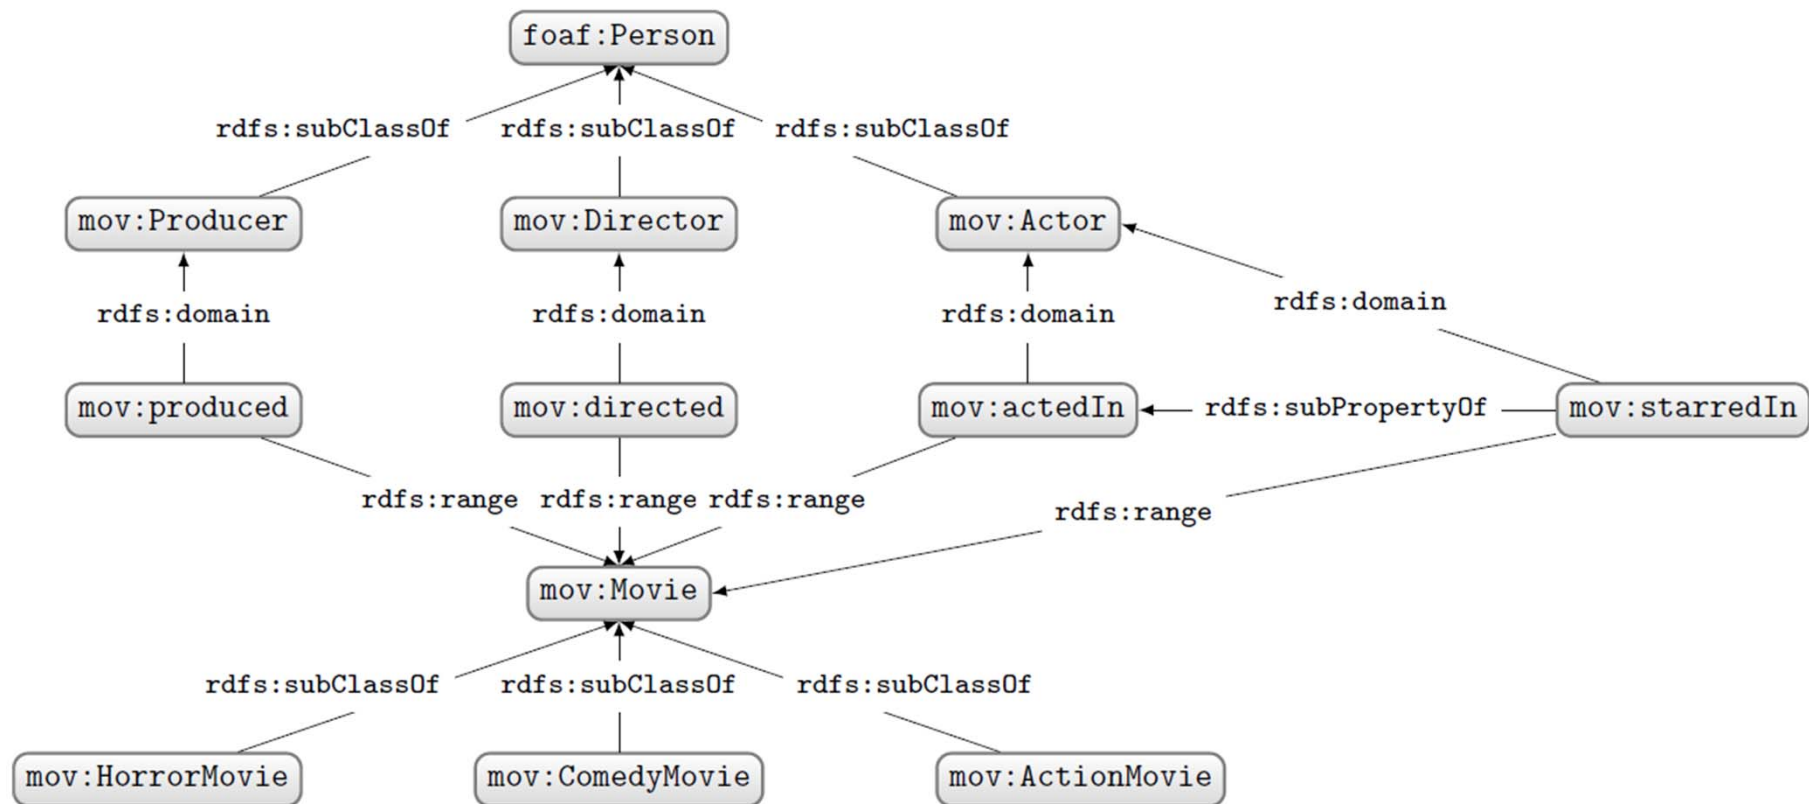 foaf:Person
rdfs:subClassOf rdfs:subClassOf rdfs:subClassOf
mov:Producer mov:Director mov:Actor
rdfs:domain
rdfs:domain rdfs:domain rdfs:domain
mov:produced mov:directed mov:actedIn rdfs:subPropertyOf mov:starredIn
rdfs:range rdfs:range rdfs:range
rdfs:range
mov:Movie
rdfs:subClassOf rdfs:subClassOf rdfs:subClassOf
mov:HorrorMovie mov:ComedyMovie mov:ActionMovie